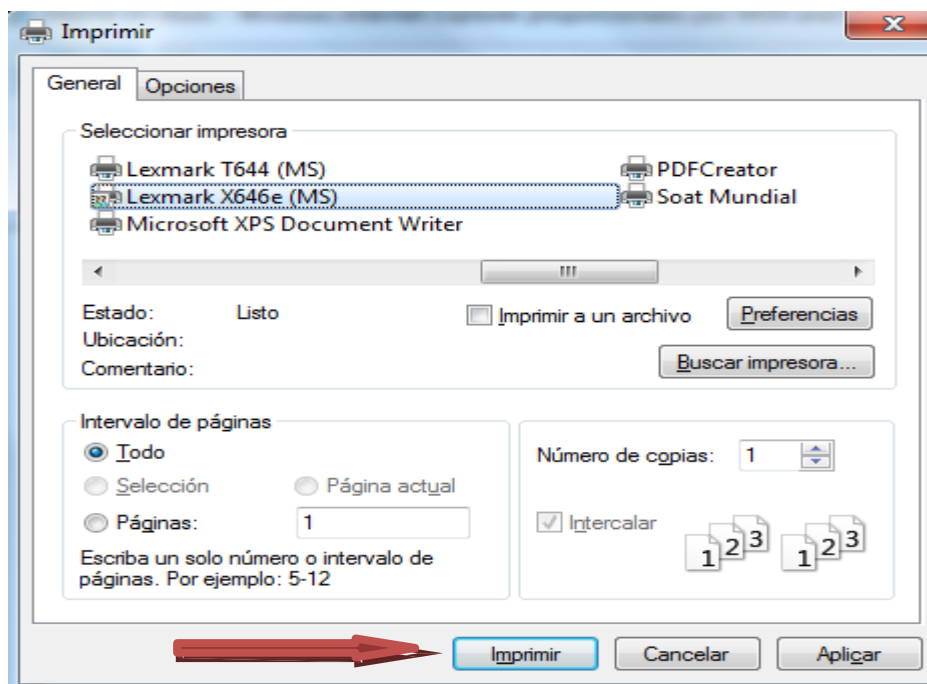 Imprimir
General Opciones
Seleccionar impresora
Lexmark T644 (MS) PDFCreator
Lexmark X646e (MS) Soat Mundial
Microsoft XPS Document Writer
Estado: Listo Imprimir a un archivo Preferencias
Ubicación:
Comentario: Buscar impresora...
Intervalo de páginas
Todo Número de copias: 1
Selección Página actual
Páginas: 1 Intercalar
1 2 3 1 2 3
Escriba un solo número o intervalo de
páginas. Por ejemplo: 5-12
Imprimir Cancelar Aplicar